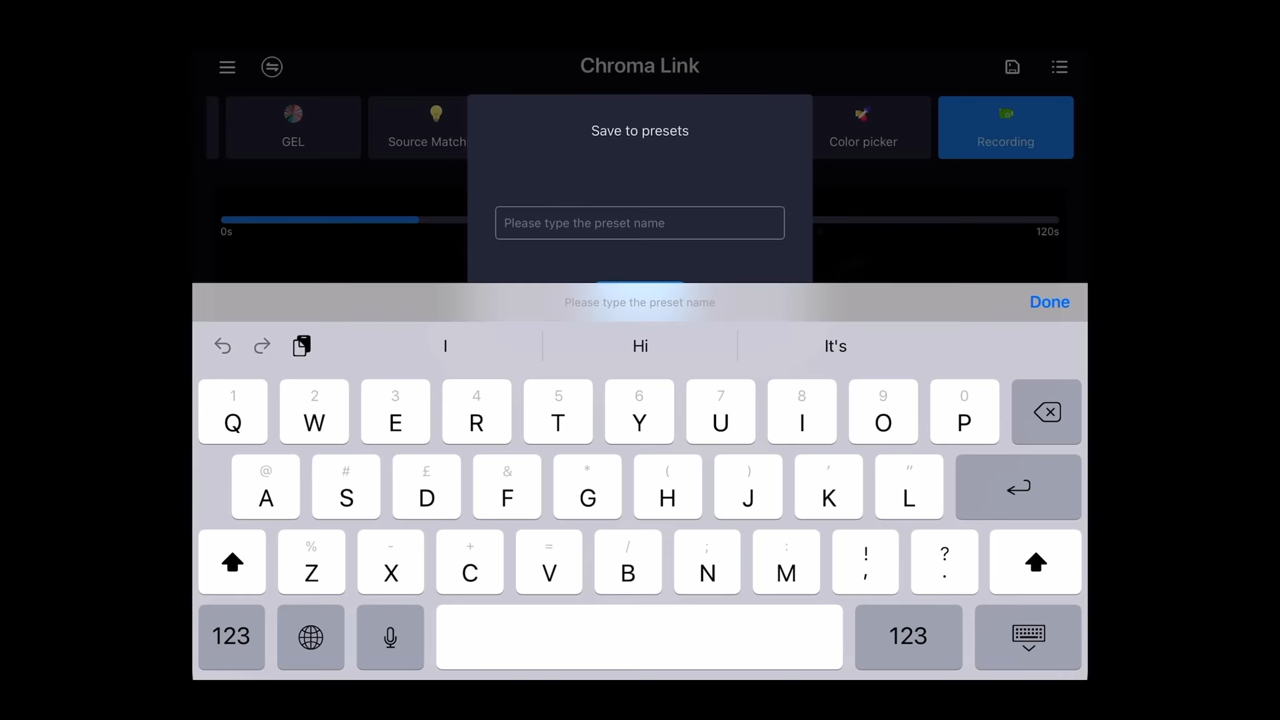 Chroma Link
GEL
Source Match
Color picker
Recording
Save to presets
Please type the preset name
0s
120s
Please type the preset name
Done
I
Hi
It's
1 2 3 4 5 6 7 8 9 0
Q W E R T Y U I O P
@ # £ & * ( ) ' "
A S D F G H J K L
% - + = / ; : ! ?
Z X C V B N M , .
123
123